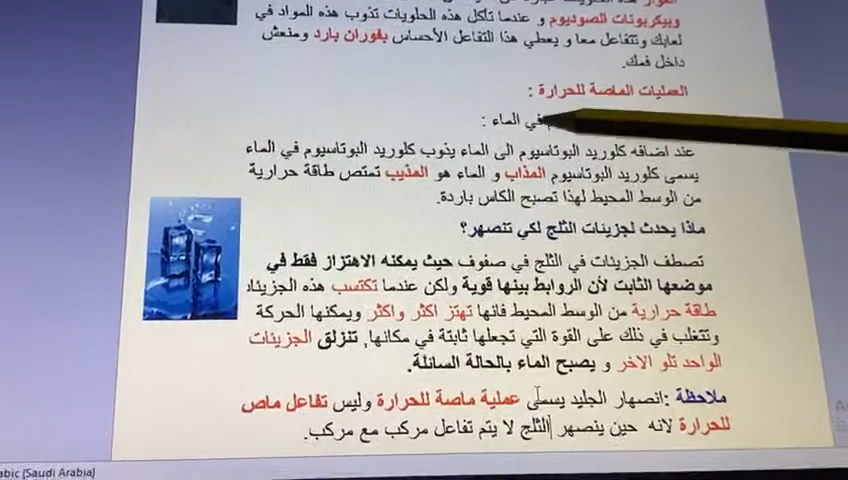 وبيكربونات الصوديوم و عندما تأكل هذه الحلويات تذوب هذه المواد في
لعابك وتتفاعل معا و يعطي هذا التفاعل الأحساس بفوران بارد ومنعش
داخل فمك.
العمليات الماصة للحرارة :
في الماء :
عند اضافه كلوريد البوتاسيوم الى الماء يذوب كلوريد البوتاسيوم في الماء
يسمى كلوريد البوتاسيوم المذاب و الماء هو المذيب تمتص طاقة حرارية
من الوسط المحيط لهذا تصبح الكاس باردة.
ماذا يحدث لجزيئات الثلج لكي تنصهر؟
تصطف الجزيئات في الثلج في صفوف حيث يمكنه الاهتزاز فقط في
موضعها الثابت لأن الروابط بينها قوية ولكن عندما تكتسب هذه الجزيئات
طاقة حرارية من الوسط المحيط فانها تهتز اكثر واكثر ويمكنها الحركة
وتتغلب في ذلك على القوة التي تجعلها ثابتة في مكانها, تنزلق الجزيئات
الواحد تلو الاخر و يصبح الماء بالحالة السائلة.
ملاحظة :انصهار الجليد يسمى عملية ماصة للحرارة وليس تفاعل ماص
للحرارة لانه حين ينصهر الثلج لا يتم تفاعل مركب مع مركب.
abic (Saudi Arabia)